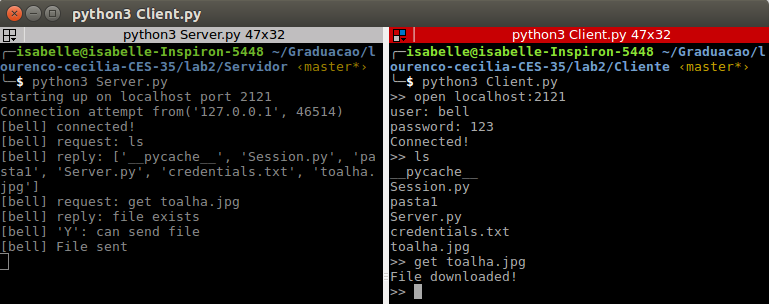 python3 Client.py
python3 Server.py 47x32
isabelle@isabelle-Inspiron-5448 ~/Graduacao/l
ourenco-cecilia-CES-35/lab2/Servidor ‹master*›
$ python3 Server.py
starting up on localhost port 2121
Connection attempt from('127.0.0.1', 46514)
[bell] connected!
[bell] request: ls
[bell] reply: ['__pycache__', 'Session.py', 'pa
sta1', 'Server.py', 'credentials.txt', 'toalha.
jpg']
[bell] request: get toalha.jpg
[bell] reply: file exists
[bell] 'Y': can send file
[bell] File sent
python3 Client.py 47x32
isabelle@isabelle-Inspiron-5448 ~/Graduacao/l
ourenco-cecilia-CES-35/lab2/Cliente ‹master*›
$ python3 Client.py
>> open localhost:2121
user: bell
password: 123
Connected!
>> ls
__pycache__
Session.py
pasta1
Server.py
credentials.txt
toalha.jpg
>> get toalha.jpg
File downloaded!
>>